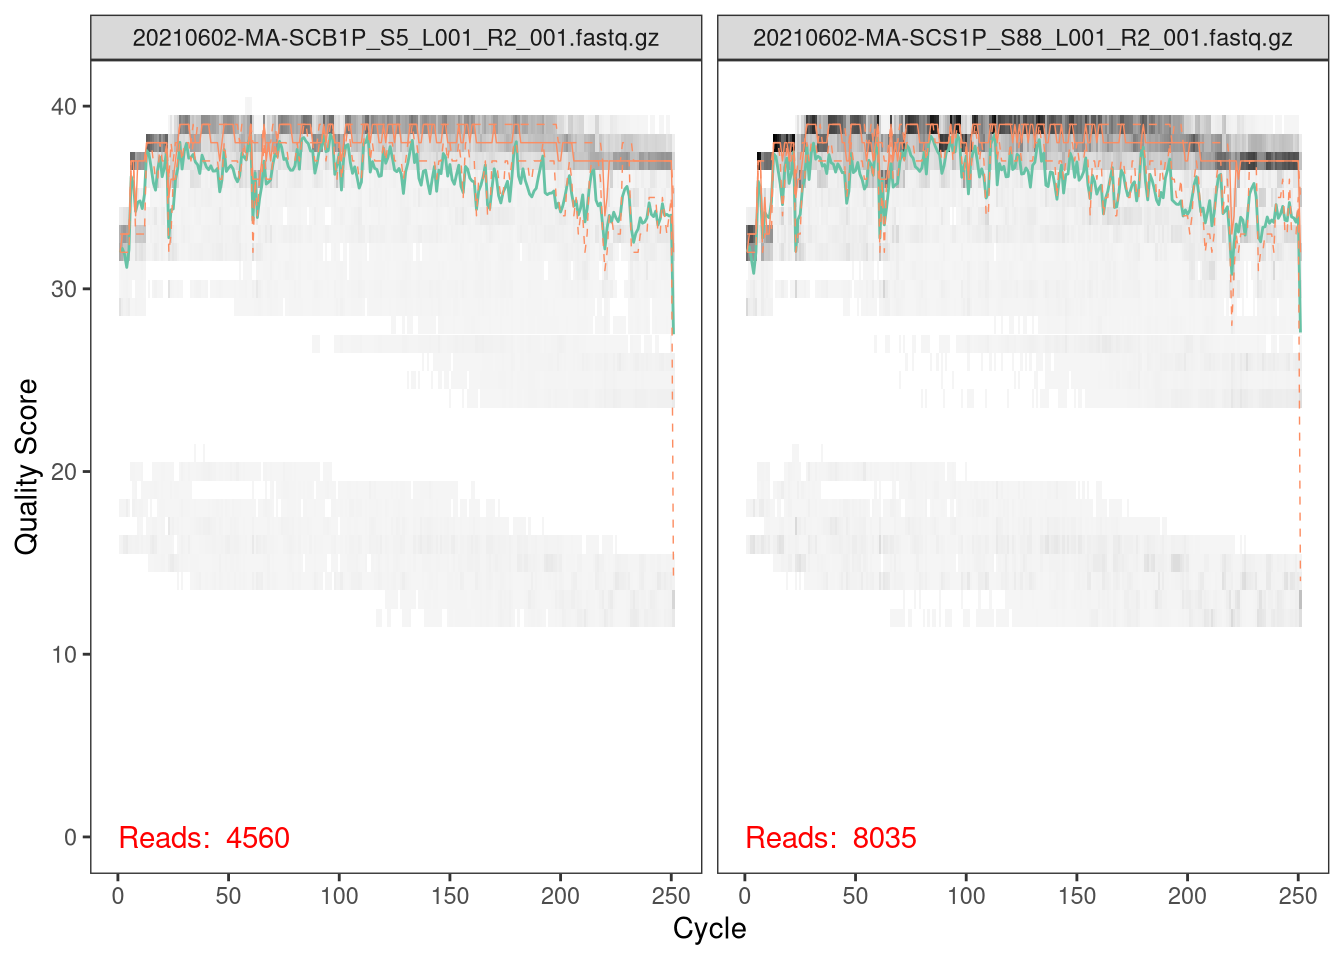 20210602-MA-SCB1P_S5_L001_R2_001.fastq.gz
20210602-MA-SCS1P_S88_L001_R2_001.fastq.gz
Quality Score
40
30
20
10
0
Reads: 4560
Reads: 8035
0 50 100 150 200 250
0 50 100 150 200 250
Cycle